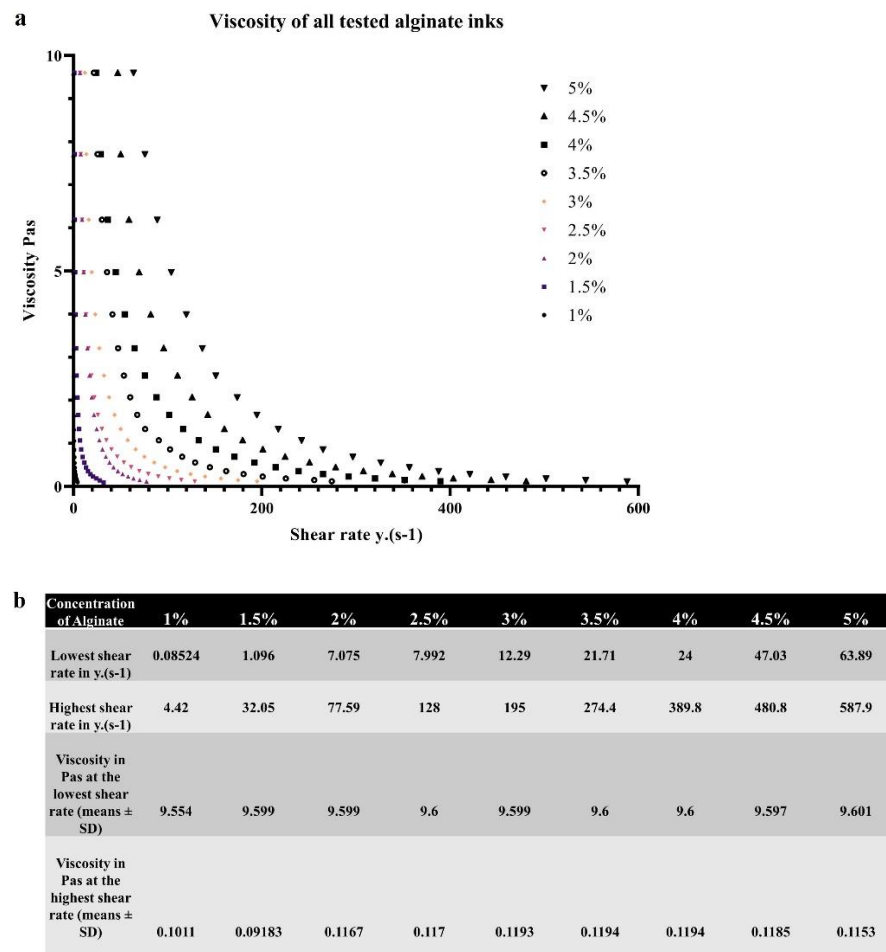 a
Viscosity of all tested alginate inks
10
5
0
Viscosity Pas
0
200
400
600
Shear rate y.(s-1)
5%
4.5%
4%
3.5%
3%
2.5%
2%
1.5%
1%
b
Concentration
of Alginate 1% 1.5% 2% 2.5% 3% 3.5% 4% 4.5% 5%
Lowest shear
rate in y.(s-1) 0.08524 1.096 7.075 7.992 12.29 21.71 24 47.03 63.89
Highest shear
rate in y.(s-1) 4.42 32.05 77.59 128 195 274.4 389.8 480.8 587.9
Viscosity in
Pas at the
lowest shear
rate (means ±
SD) 9.554 9.599 9.599 9.6 9.599 9.6 9.6 9.597 9.601
Viscosity in
Pas at the
highest shear
rate (means ±
SD) 0.1011 0.09183 0.1167 0.117 0.1193 0.1194 0.1194 0.1185 0.1153